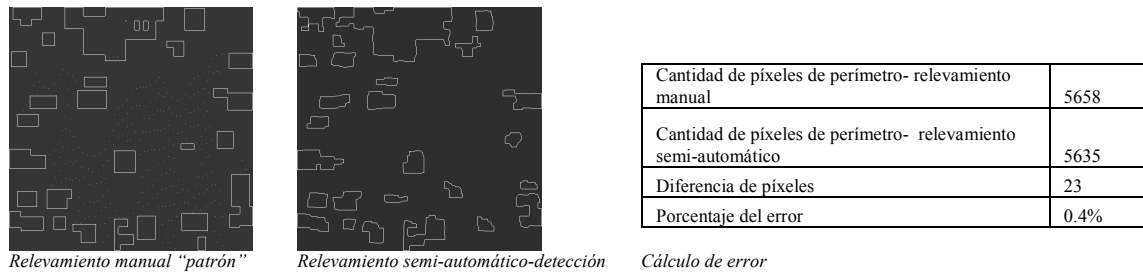 Cantidad de píxeles de perímetro- relevamiento
manual 5658
Cantidad de píxeles de perímetro- relevamiento
semi-automático 5635
Diferencia de píxeles 23
Porcentaje del error 0.4%
Relevamiento manual “patrón” Relevamiento semi-automático-detección Cálculo de error